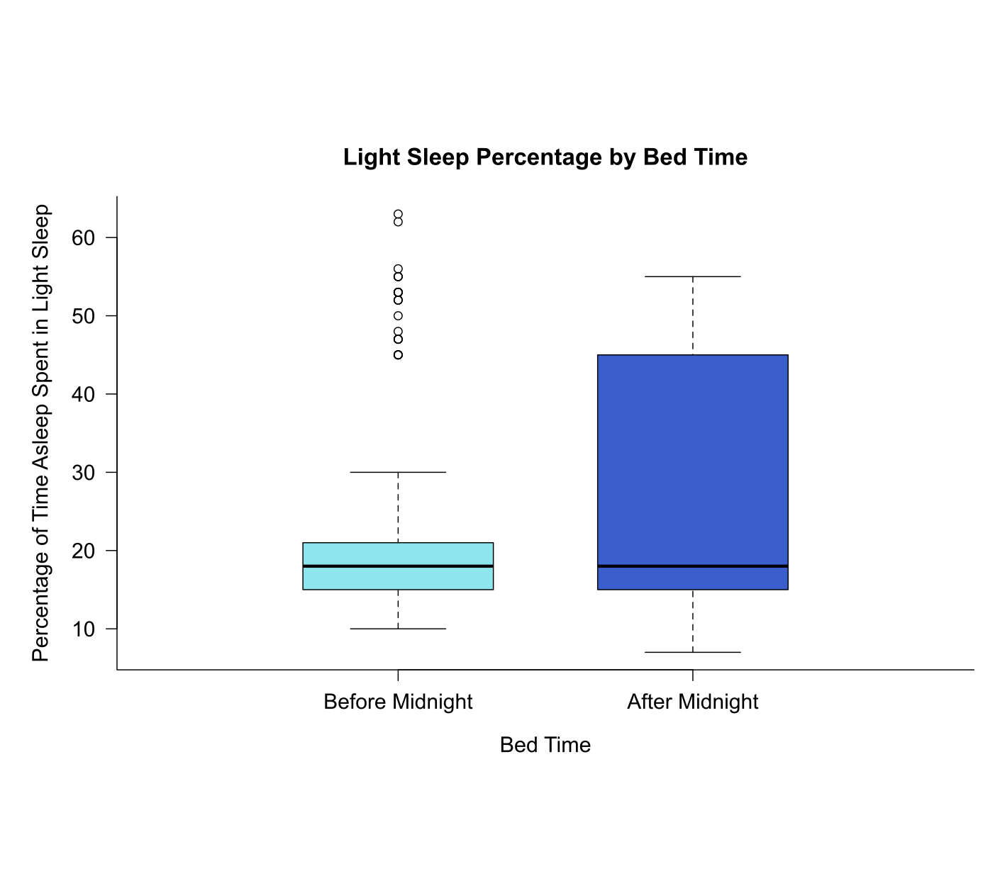 Light Sleep Percentage by Bed Time
Percentage of Time Asleep Spent in Light Sleep
60
50
40
30
20
10
Before Midnight
After Midnight
Bed Time